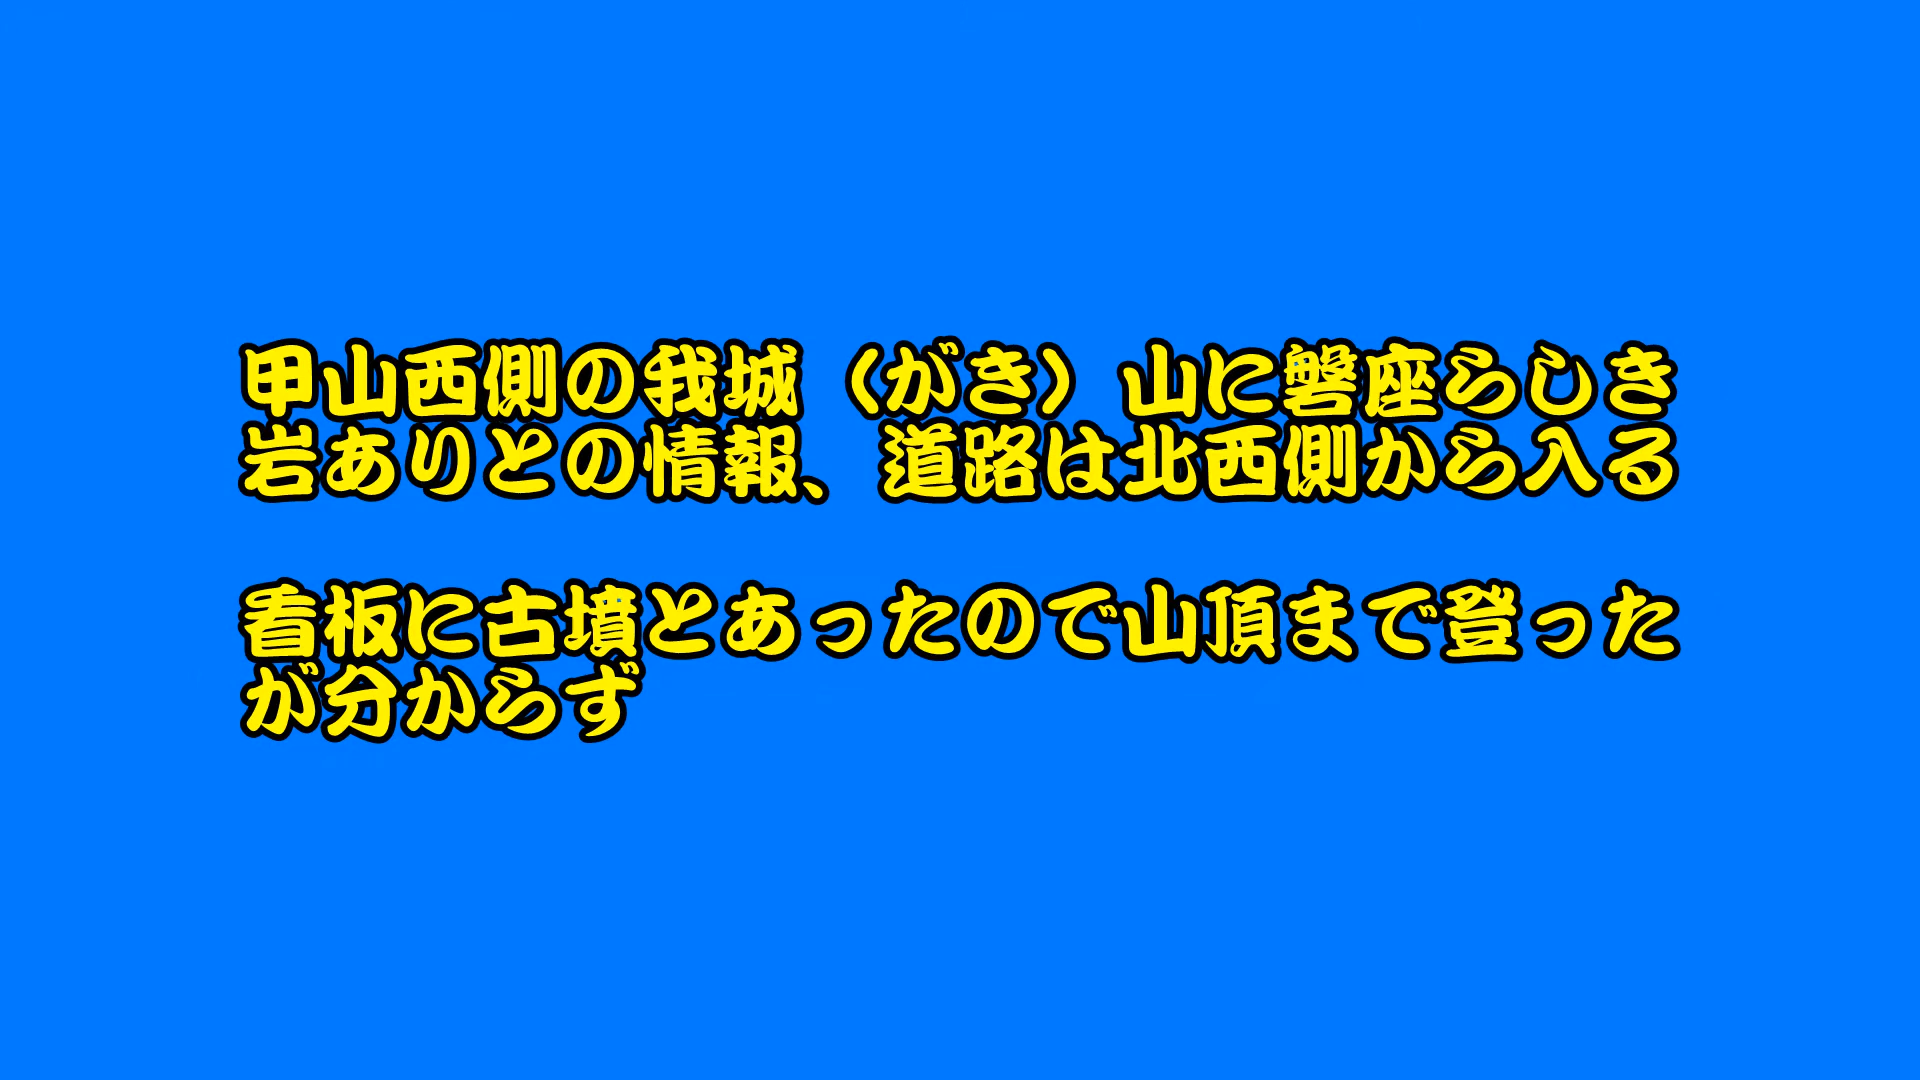 甲山西側の我城（がき）山に磐座らしき
岩ありとの情報、道路は北西側から入る
看板に古墳とあったので山頂まで登った
が分からず